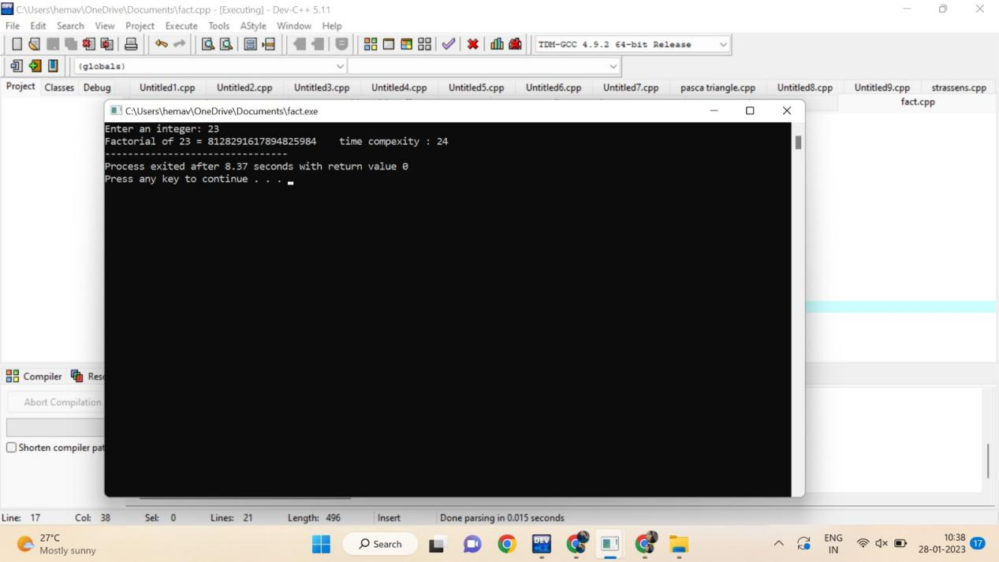 C:\Users\hemav\OneDrive\Documents\fact.cpp - [Executing] - Dev-C++ 5.11
File Edit Search View Project Execute Tools AStyle Window Help
TDM-GCC 4.9.2 64-bit Release
(globals)
Project Classes Debug Untitled1.cpp Untitled2.cpp Untitled3.cpp Untitled4.cpp Untitled5.cpp Untitled6.cpp Untitled7.cpp pasca triangle.cpp Untitled8.cpp Untitled9.cpp strassens.cpp
fact.cpp
C:\Users\hemav\OneDrive\Documents\fact.exe
Enter an integer: 23
Factorial of 23 = 8128291617894825984    time compexity : 24
--------------------------------
Process exited after 8.37 seconds with return value 0
Press any key to continue . . .
Compiler Reso
Abort Compilation
Shorten compiler pat
Line: 17 Col: 38 Sel: 0 Lines: 21 Length: 496 Insert Done parsing in 0.015 seconds
27°C
Mostly sunny
DEV
Search
ENG
IN
10:38
28-01-2023
17